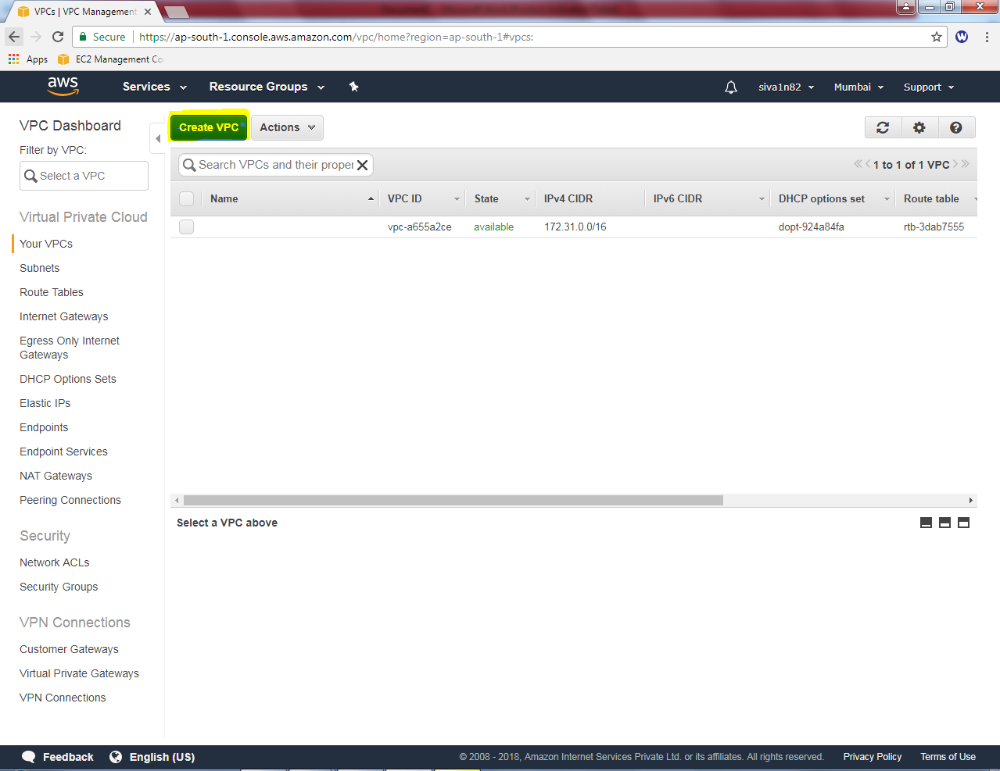 VPCs | VPC Management
Secure
https://ap-south-1.console.aws.amazon.com/vpc/home?region=ap-south-1#vpcs:
W
Apps
EC2 Management Co
aws
Services
Resource Groups
siva1n82
Mumbai
Support
VPC Dashboard
Filter by VPC:
Select a VPC
Virtual Private Cloud
Your VPCs
Subnets
Route Tables
Internet Gateways
Egress Only Internet
Gateways
DHCP Options Sets
Elastic IPs
Endpoints
Endpoint Services
NAT Gateways
Peering Connections
Security
Network ACLs
Security Groups
VPN Connections
Customer Gateways
Virtual Private Gateways
VPN Connections
Create VPC
Actions
Search VPCs and their proper
1 to 1 of 1 VPC
Name
VPC ID
State
IPv4 CIDR
IPv6 CIDR
DHCP options set
Route table
vpc-a655a2ce
available
172.31.0.0/16
dopt-924a84fa
rtb-3dab7555
Select a VPC above
Feedback
English (US)
© 2008 - 2018, Amazon Internet Services Private Ltd. or its affiliates. All rights reserved.
Privacy Policy
Terms of Use